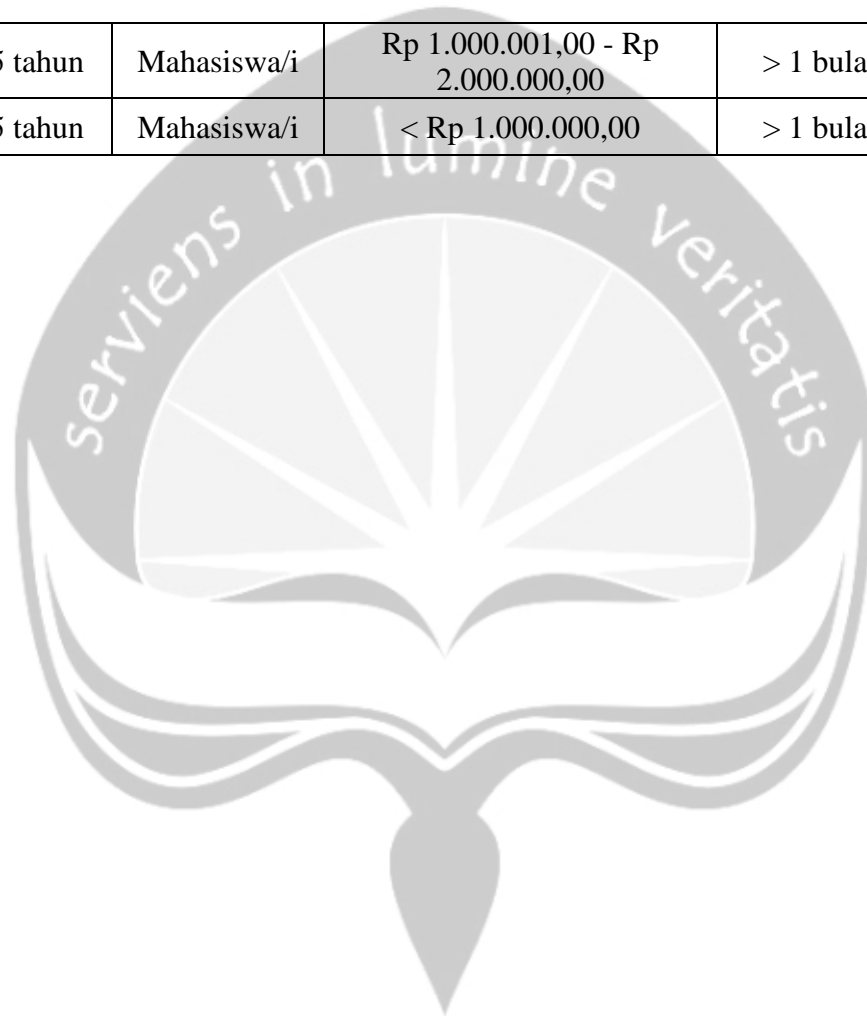 5 tahun Mahasiswa/i Rp 1.000.001,00 - Rp 2.000.000,00 > 1 bula
5 tahun Mahasiswa/i < Rp 1.000.000,00 > 1 bula
serviens in lumine veritatis